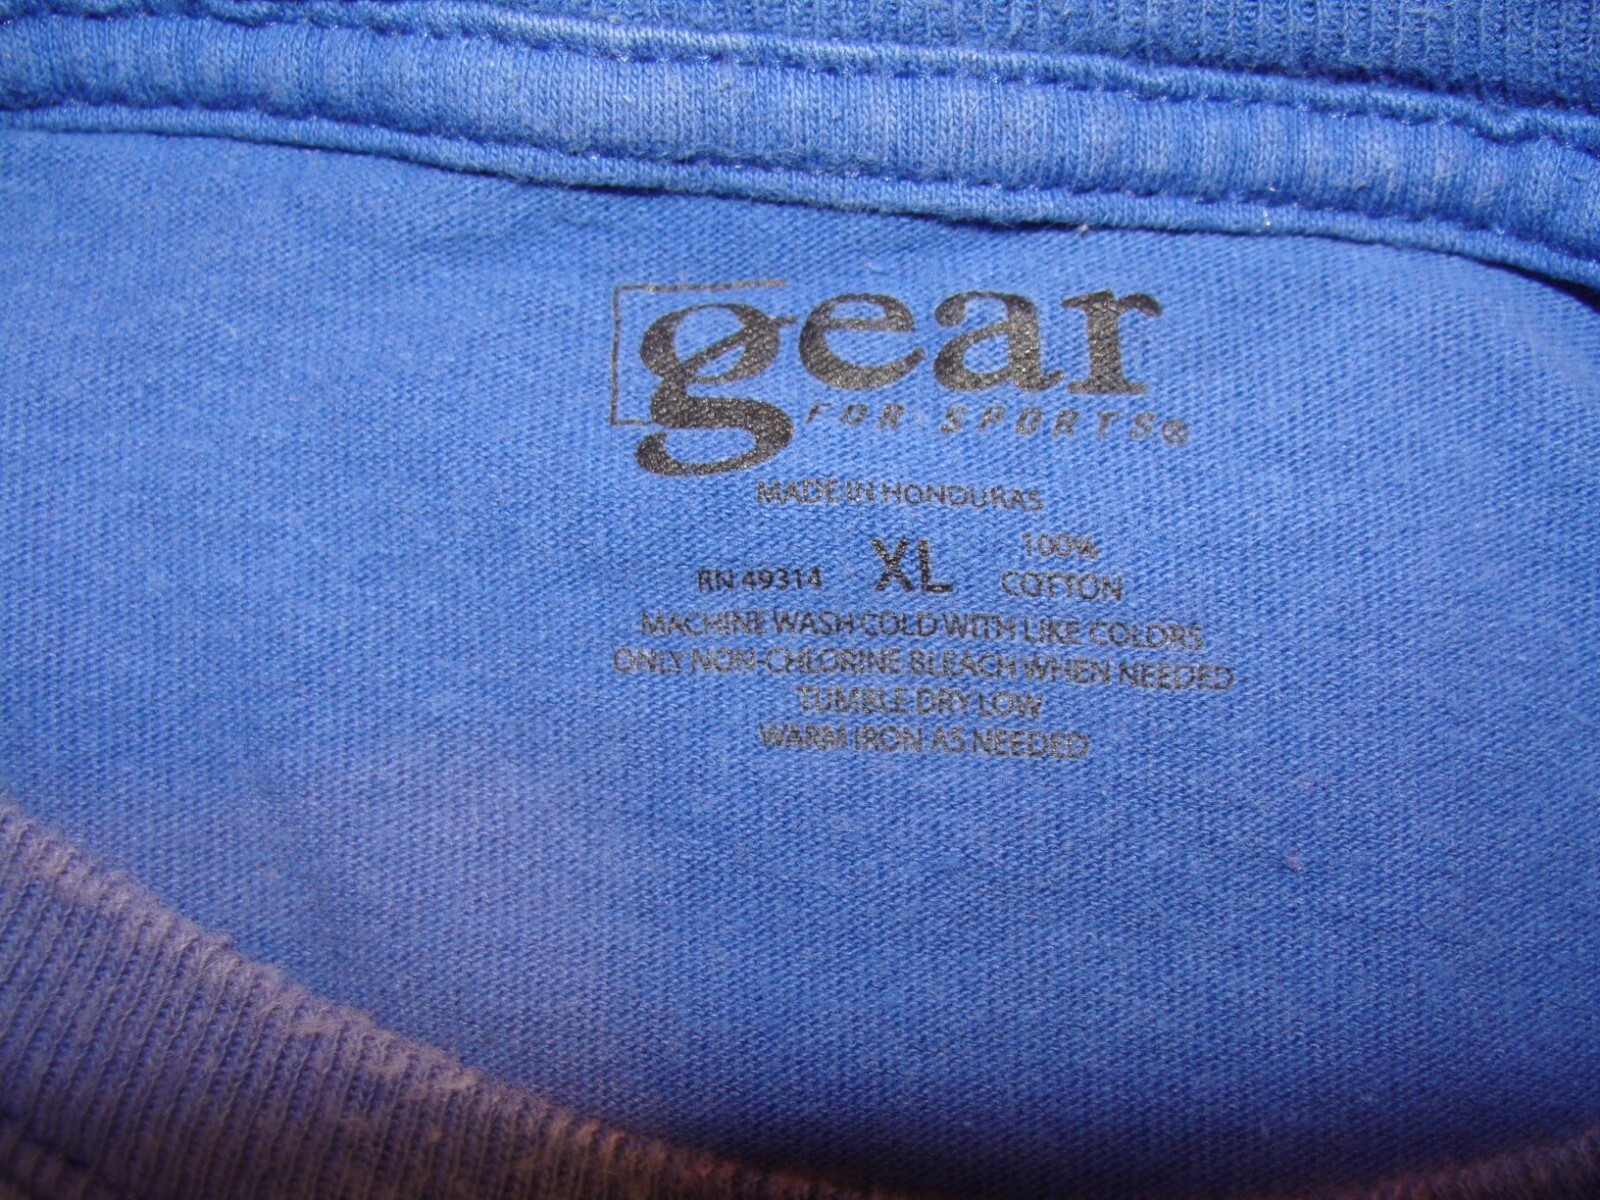 gear
FOR SPORTS®
MADE IN HONDURAS
RN 49314 XL 100% COTTON
MACHINE WASH COLD WITH LIKE COLORS
ONLY NON-CHLORINE BLEACH WHEN NEEDED
TUMBLE DRY LOW
WARM IRON AS NEEDED